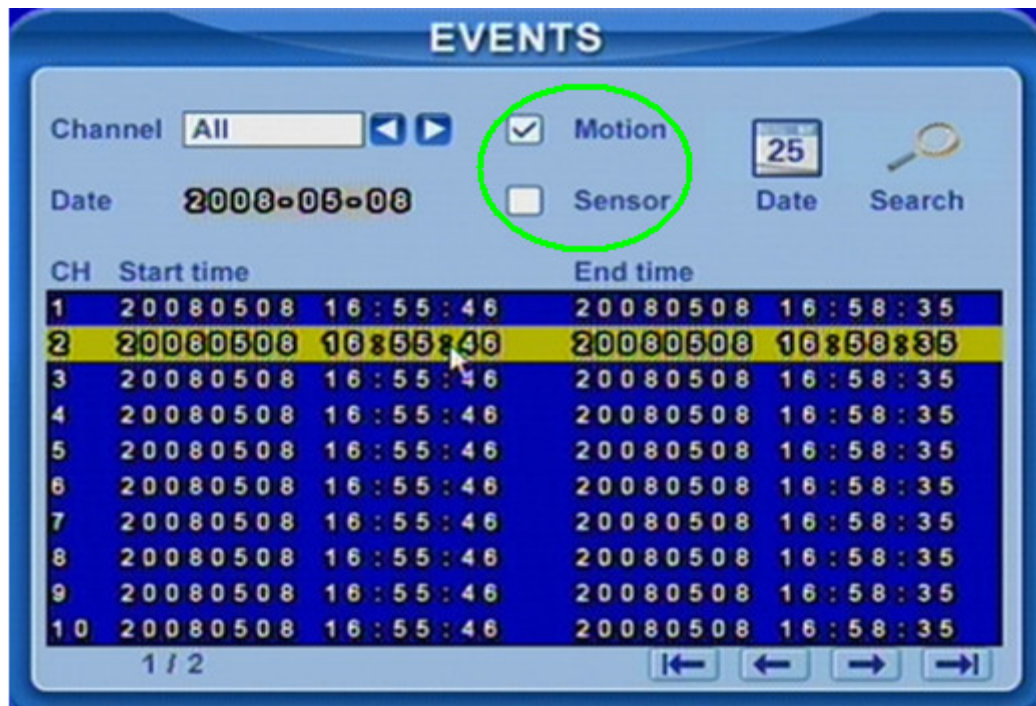 EVENTS
Channel All Motion 25
Date 2008-05-08 Sensor Date Search
CH Start time End time
1 20080508 16:55:46 20080508 16:58:35
2 20080508 16:55:46 20080508 16:58:35
3 20080508 16:55:46 20080508 16:58:35
4 20080508 16:55:46 20080508 16:58:35
5 20080508 16:55:46 20080508 16:58:35
6 20080508 16:55:46 20080508 16:58:35
7 20080508 16:55:46 20080508 16:58:35
8 20080508 16:55:46 20080508 16:58:35
9 20080508 16:55:46 20080508 16:58:35
10 20080508 16:55:46 20080508 16:58:35
1 / 2